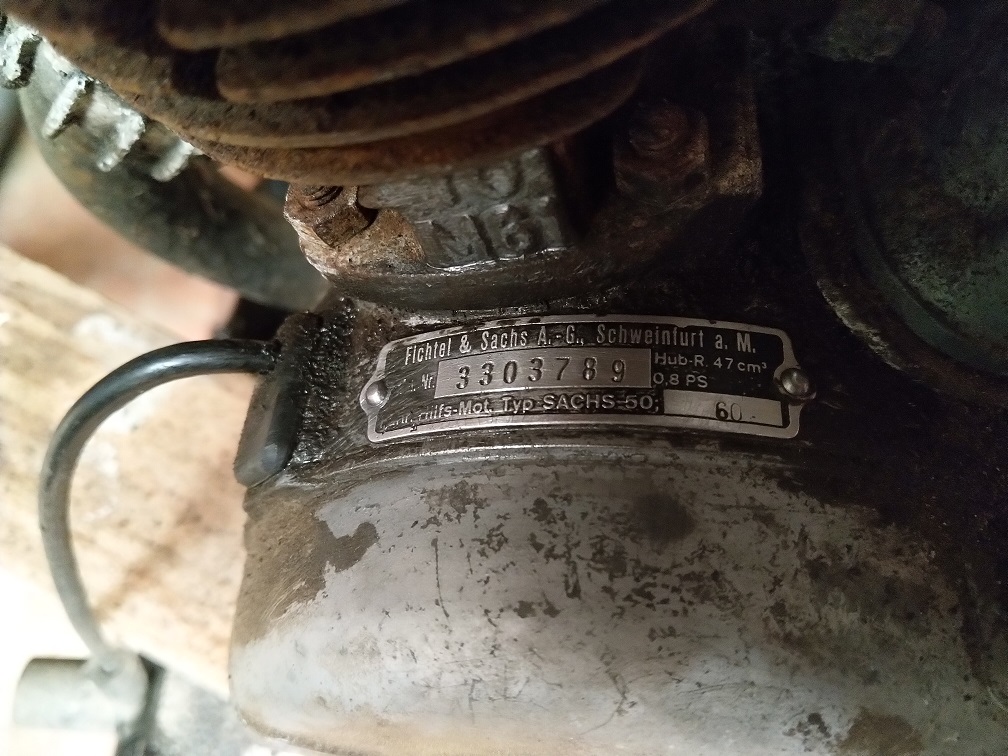 Fichtel & Sachs A.-G., Schweinfurt a. M.
Nr. 3303789 Hub-R. 47 cm³
0,8 PS
Mot. Typ SACHS 50, 60